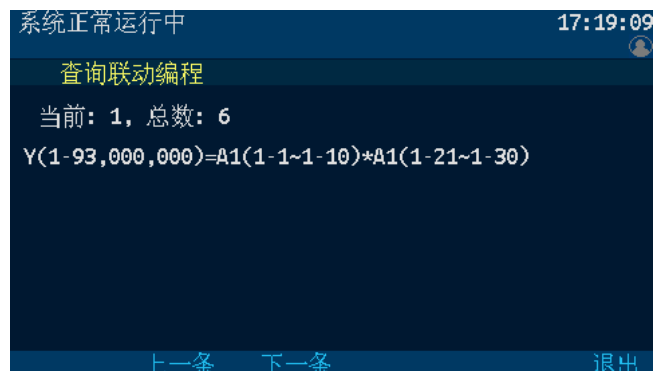 系统正常运行中 17:19:09
查询联动编程
当前: 1, 总数: 6
Y(1-93,000,000)=A1(1-1~1-10)*A1(1-21~1-30)
上一条 下一条 退出